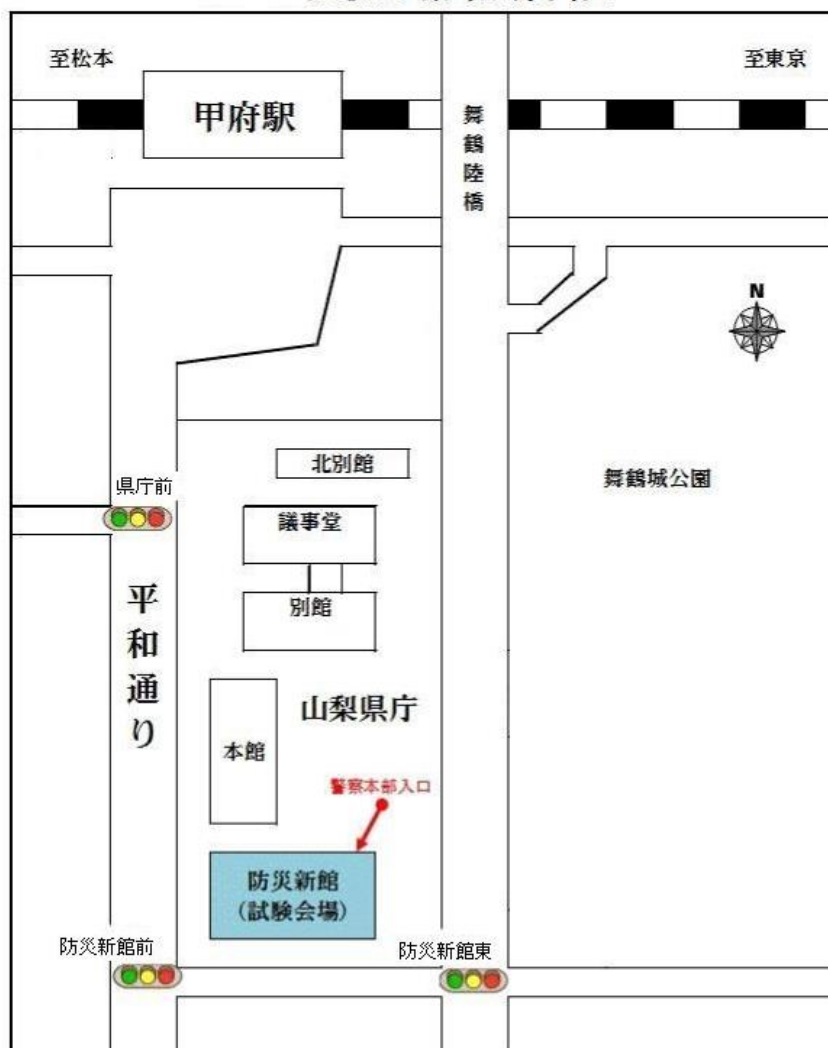 至松本
至東京
甲府駅
舞鶴陸橋
N
北別館
舞鶴城公園
県庁前
議事堂
別館
平和通り
山梨県庁
本館
警察本部入口
防災新館
(試験会場)
防災新館前
防災新館東